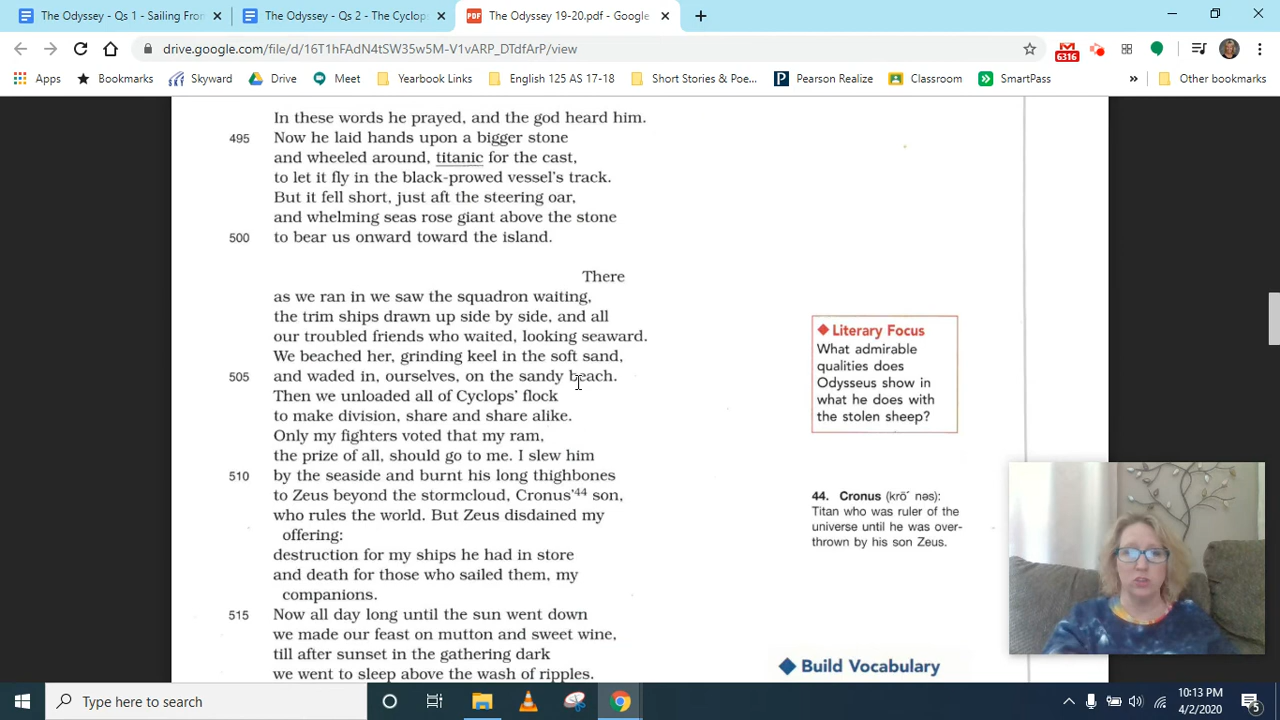 The Odyssey - Qs 1 - Sailing From
The Odyssey - Qs 2 - The Cyclops
PDF The Odyssey 19-20.pdf - Google
drive.google.com/file/d/16T1hFAdN4tSW35w5M-V1vARP_DTdfArP/view
6316
Apps Bookmarks Skyward Drive Meet Yearbook Links English 125 AS 17-18 Short Stories & Poe... Pearson Realize Classroom SmartPass » Other bookmarks
In these words he prayed, and the god heard him.
495 Now he laid hands upon a bigger stone
and wheeled around, titanic for the cast,
to let it fly in the black-prowed vessel's track.
But it fell short, just aft the steering oar,
and whelming seas rose giant above the stone
500 to bear us onward toward the island.
There
as we ran in we saw the squadron waiting,
the trim ships drawn up side by side, and all
our troubled friends who waited, looking seaward.
We beached her, grinding keel in the soft sand,
505 and waded in, ourselves, on the sandy beach.
Then we unloaded all of Cyclops' flock
to make division, share and share alike.
Only my fighters voted that my ram,
the prize of all, should go to me. I slew him
510 by the seaside and burnt his long thighbones
to Zeus beyond the stormcloud, Cronus'44 son,
who rules the world. But Zeus disdained my
offering:
destruction for my ships he had in store
and death for those who sailed them, my
companions.
515 Now all day long until the sun went down
we made our feast on mutton and sweet wine,
till after sunset in the gathering dark
we went to sleep above the wash of ripples.
◆ Literary Focus
What admirable
qualities does
Odysseus show in
what he does with
the stolen sheep?
44. Cronus (krō´ nəs):
Titan who was ruler of the
universe until he was over-
thrown by his son Zeus.
◆ Build Vocabulary
Type here to search
10:13 PM
4/2/2020
5